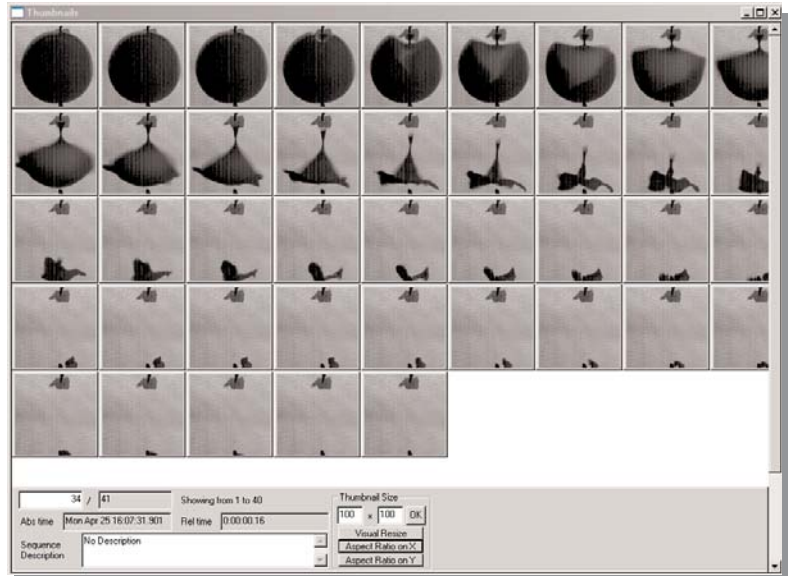 Thumbnails
34 / 41 Showing from 1 to 40
Abs time Mon Apr 25 16:07:31.901 Rel time 0:00:00.16
Sequence Description No Description
Thumbnail Size
100 x 100 OK
Visual Resize
Aspect Ratio on X
Aspect Ratio on Y